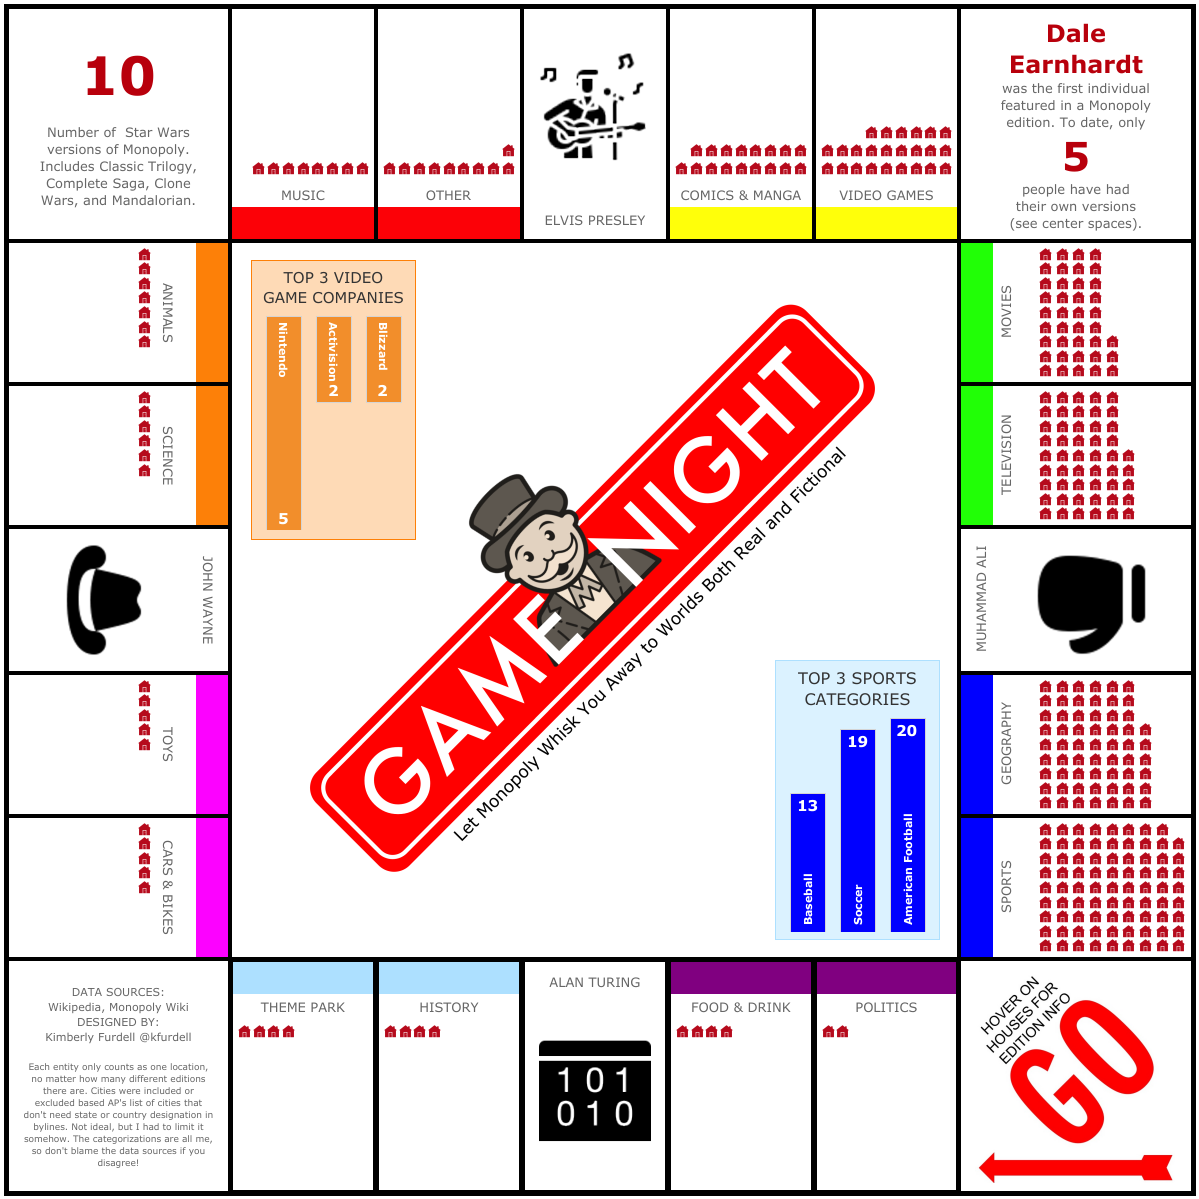 10
Number of  Star Wars
versions of Monopoly.
Includes Classic Trilogy,
Complete Saga, Clone
Wars, and Mandalorian.
MUSIC
OTHER
ELVIS PRESLEY
COMICS & MANGA
VIDEO GAMES
Dale
Earnhardt
was the first individual
featured in a Monopoly
edition. To date, only
5
people have had
their own versions
(see center spaces).
ANIMALS
SCIENCE
JOHN WAYNE
TOYS
CARS & BIKES
TOP 3 VIDEO
GAME COMPANIES
Nintendo
5
Activision
2
Blizzard
2
GAME NIGHT
Let Monopoly Whisk You Away to Worlds Both Real and Fictional
TOP 3 SPORTS
CATEGORIES
13
Baseball
19
Soccer
20
American Football
MOVIES
TELEVISION
MUHAMMAD ALI
GEOGRAPHY
SPORTS
DATA SOURCES:
Wikipedia, Monopoly Wiki
DESIGNED BY:
Kimberly Furdell @kfurdell
Each entity only counts as one location,
no matter how many different editions
there are. Cities were included or
excluded based AP's list of cities that
don't need state or country designation in
bylines. Not ideal, but I had to limit it
somehow. The categorizations are all me,
so don't blame the data sources if you
disagree!
THEME PARK
HISTORY
ALAN TURING
1 0 1
0 1 0
FOOD & DRINK
POLITICS
HOVER ON
HOUSES FOR
EDITION INFO
GO